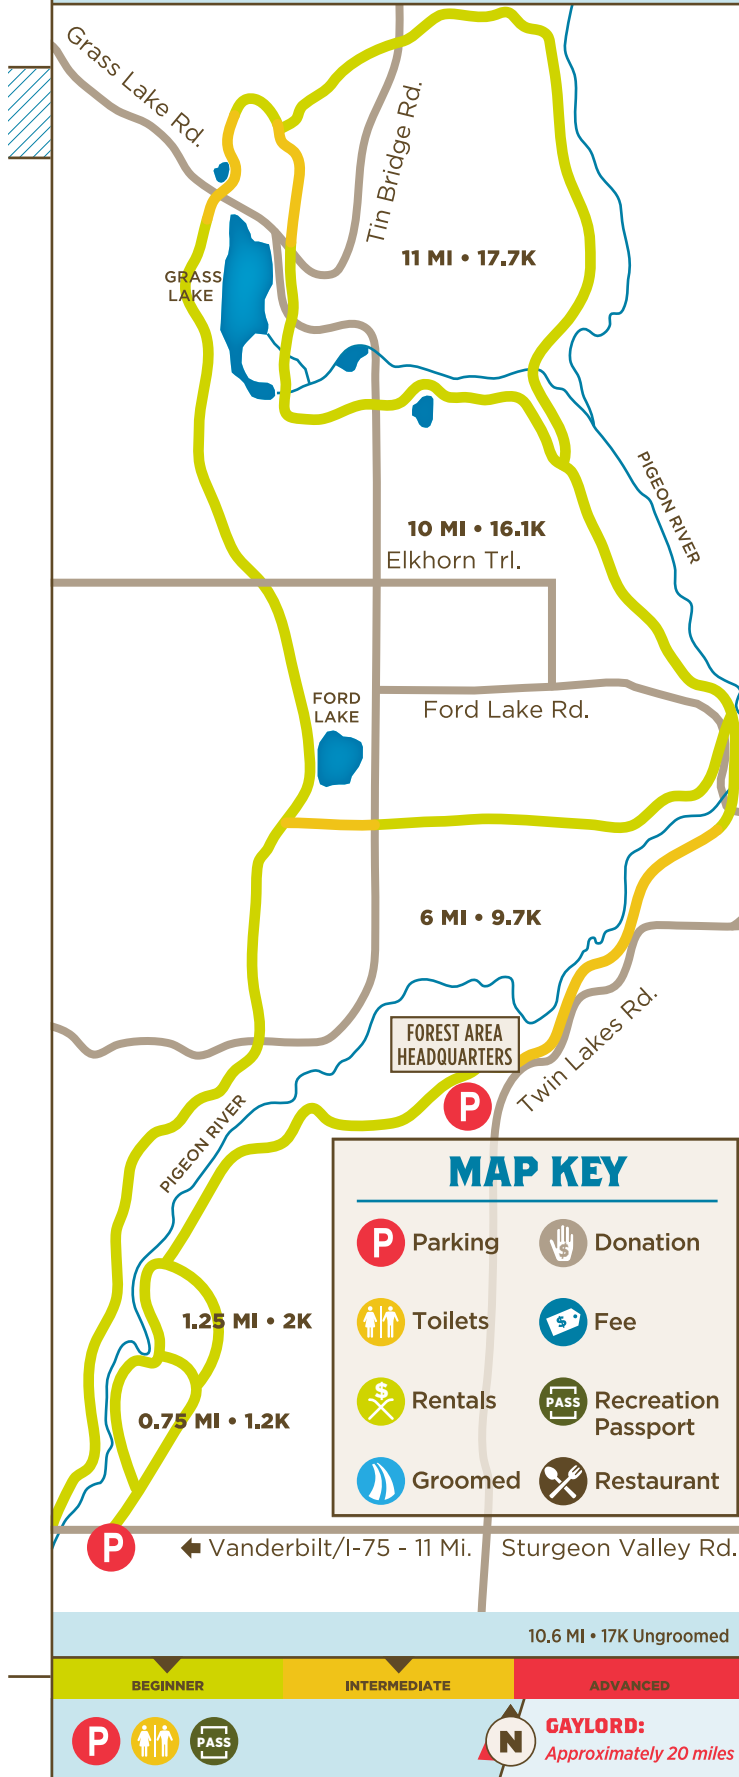 Grass Lake Rd.
Tin Bridge Rd.
11 MI • 17.7K
GRASS
LAKE
PIGEON RIVER
10 MI • 16.1K
Elkhorn Trl.
FORD
LAKE
Ford Lake Rd.
6 MI • 9.7K
FOREST AREA
HEADQUARTERS
Twin Lakes Rd.
P
PIGEON RIVER
MAP KEY
P Parking
$ Donation
Toilets
$ Fee
$ Rentals
PASS Recreation
Passport
Groomed
Restaurant
1.25 MI • 2K
0.75 MI • 1.2K
P
Vanderbilt/I-75 - 11 Mi.
Sturgeon Valley Rd.
10.6 MI • 17K Ungroomed
BEGINNER
INTERMEDIATE
ADVANCED
P
PASS
N
GAYLORD:
Approximately 20 miles